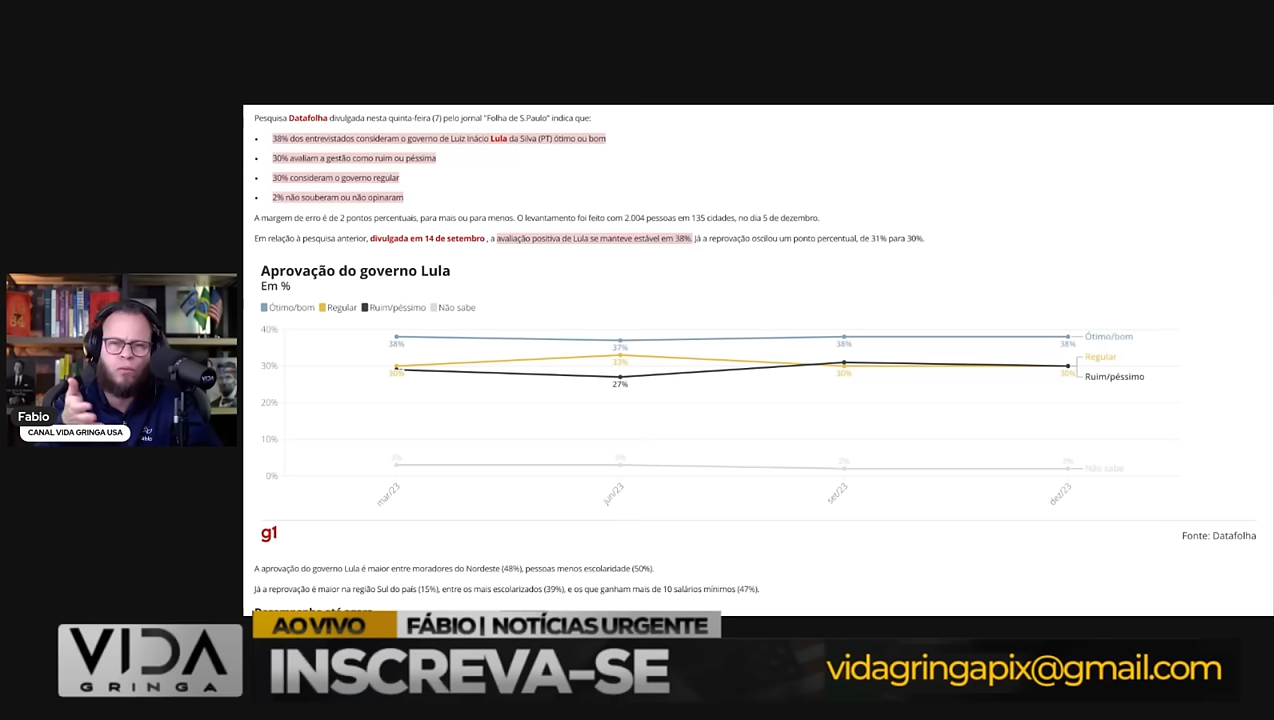 Pesquisa Datafolha divulgada nesta quinta-feira (7) pelo jornal "Folha de S.Paulo" indica que:
• 38% dos entrevistados consideram o governo de Luiz Inácio Lula da Silva (PT) ótimo ou bom
• 30% avaliam a gestão como ruim ou péssima
• 30% consideram o governo regular
• 2% não souberam ou não opinaram
A margem de erro é de 2 pontos percentuais, para mais ou para menos. O levantamento foi feito com 2.004 pessoas em 135 cidades, no dia 5 de dezembro.
Em relação à pesquisa anterior, divulgada em 14 de setembro , a avaliação positiva de Lula se manteve estável em 38%. Já a reprovação oscilou um ponto percentual, de 31% para 30%.
Aprovação do governo Lula
Em %
Ótimo/bom Regular Ruim/péssimo Não sabe
40%
30%
20%
10%
0%
38% 37% 38% 38%
Ótimo/bom
30% 33% 30% 30%
Regular
27%
Ruim/péssimo
3% 3% 2% 2%
Não sabe
mar/23 jun/23 set/23 dez/23
g1
Fonte: Datafolha
A aprovação do governo Lula é maior entre moradores do Nordeste (48%), pessoas menos escolaridade (50%).
Já a reprovação é maior na região Sul do país (15%), entre os mais escolarizados (39%), e os que ganham mais de 10 salários mínimos (47%).
Fabio
CANAL VIDA GRINGA USA
VIDA
AO VIVO FÁBIO | NOTÍCIAS URGENTE
VIDA
GRINGA
INSCREVA-SE
vidagringapix@gmail.com